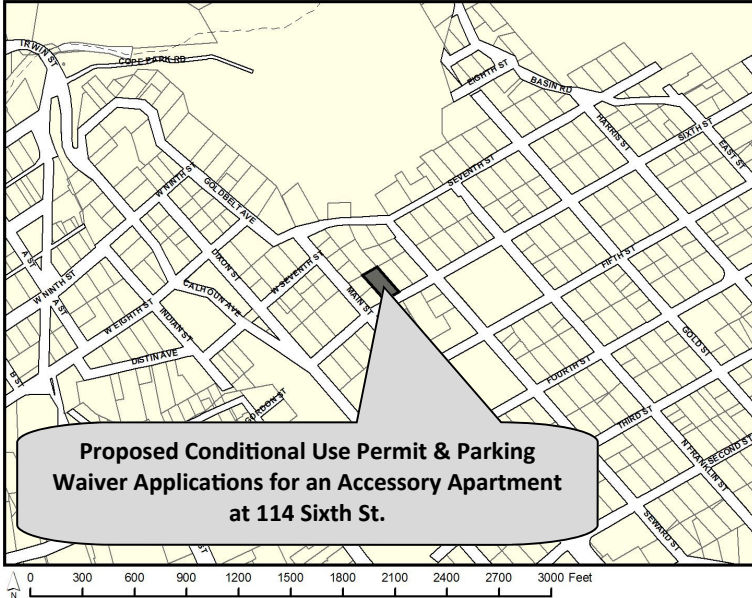 IRWIN ST
COPE PARK RD
EIGHTH ST
BASIN RD
HARRIS ST
SIXTH ST
EAST ST
SEVENTH ST
W NINTH ST
GOLDBELT AVE
DIXON ST
W SEVENTH ST
MAIN ST
FIFTH ST
A ST
W NINTH ST
A ST
CALHOUN AVE
W EIGHTH ST
INDIAN ST
GOLD ST
DISTIN AVE
FOURTH ST
B ST
GORDON ST
THIRD ST
N FRANKLIN ST
SECOND ST
SEWARD ST
ST
Proposed Conditional Use Permit & Parking
Waiver Applications for an Accessory Apartment
at 114 Sixth St.
N
0 300 600 900 1200 1500 1800 2100 2400 2700 3000 Feet